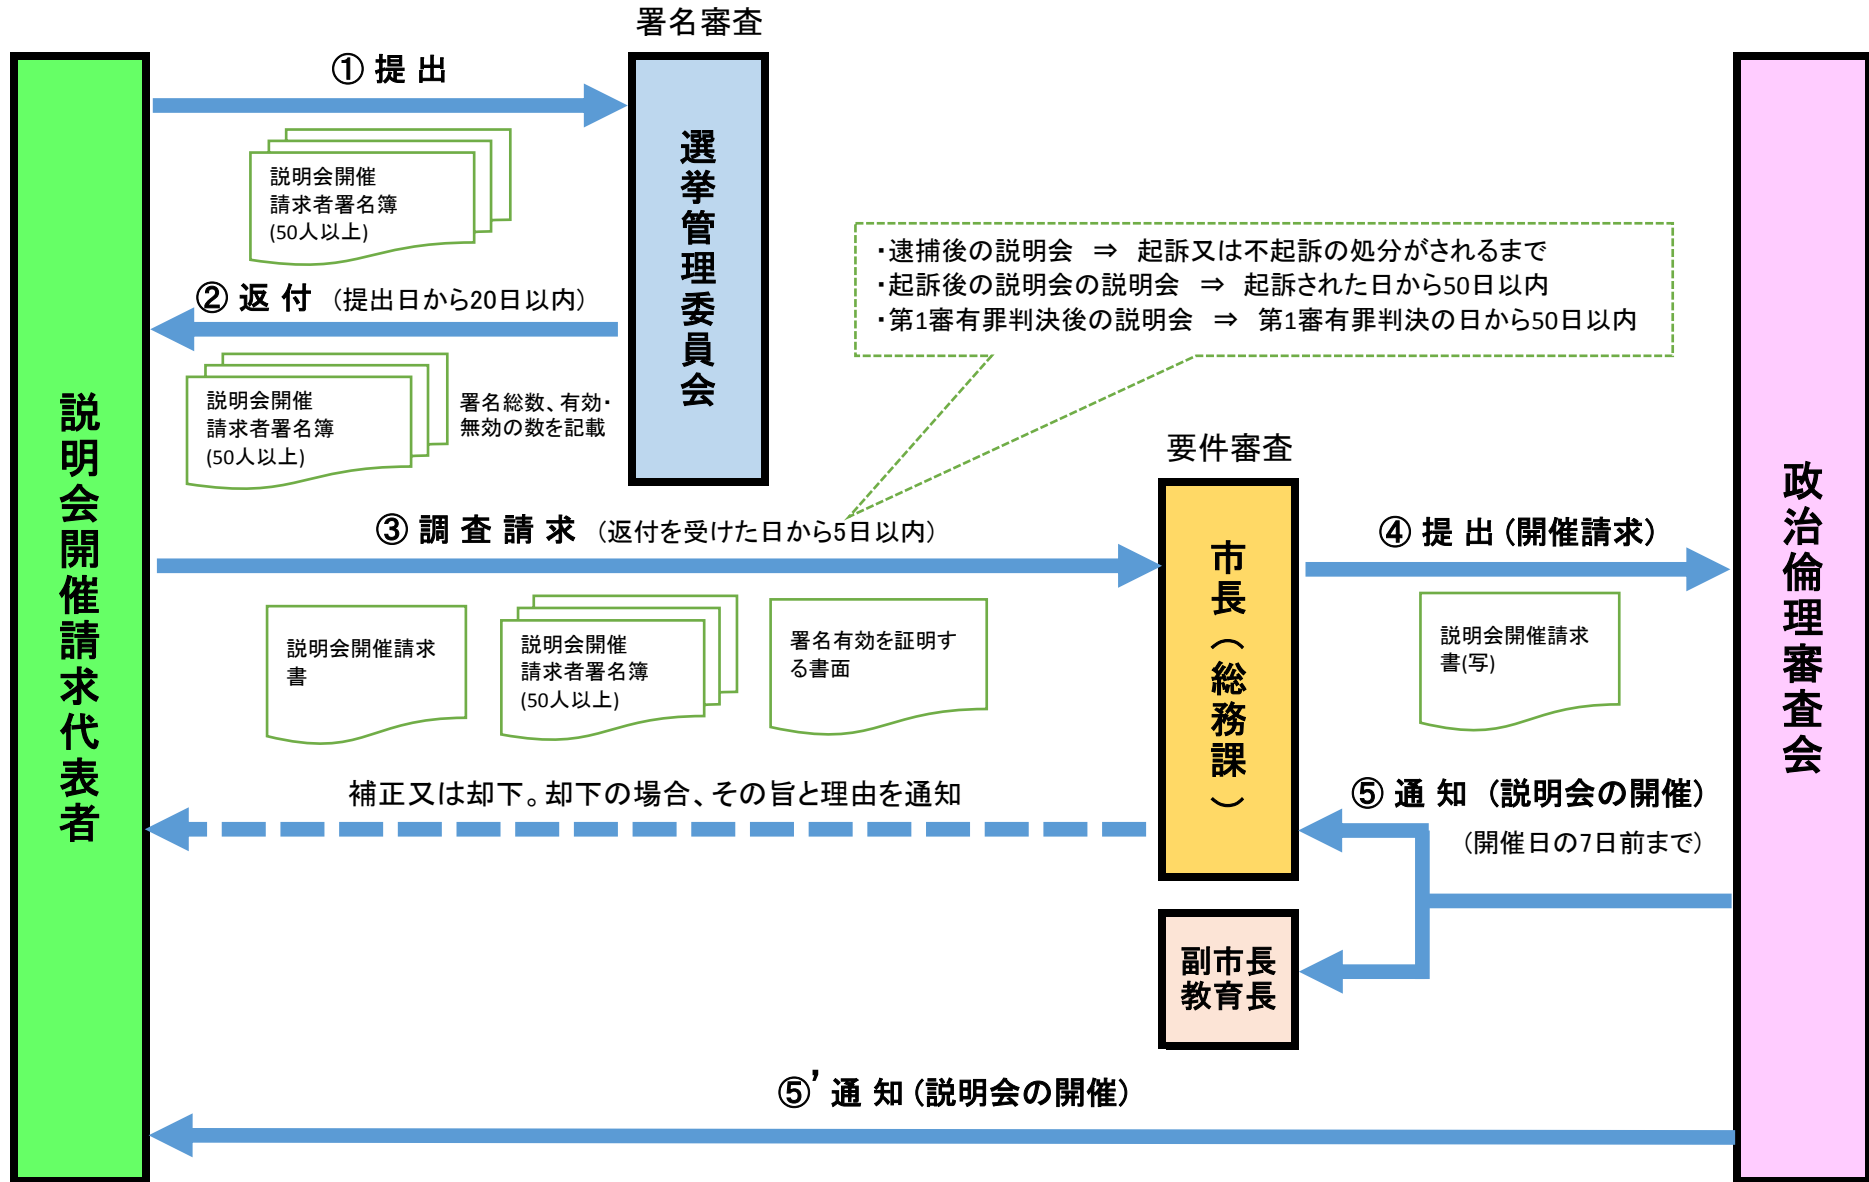 署名審査
① 提 出
説明会開催
請求者署名簿
(50人以上)
② 返 付 （提出日から20日以内）
説明会開催
請求者署名簿
(50人以上)
署名総数、有効・
無効の数を記載
選挙管理委員会
説明会開催請求代表者
・逮捕後の説明会 ⇒ 起訴又は不起訴の処分がされるまで
・起訴後の説明会の説明会 ⇒ 起訴された日から50日以内
・第1審有罪判決後の説明会 ⇒ 第1審有罪判決の日から50日以内
要件審査
③ 調 査 請 求 （返付を受けた日から5日以内）
説明会開催請求
書
説明会開催
請求者署名簿
(50人以上)
署名有効を証明す
る書面
市長（総務課）
④ 提 出 （開催請求）
説明会開催請求
書(写)
政治倫理審査会
補正又は却下。却下の場合、その旨と理由を通知
⑤ 通 知 （説明会の開催）
（開催日の7日前まで）
副市長
教育長
⑤’ 通 知 （説明会の開催）